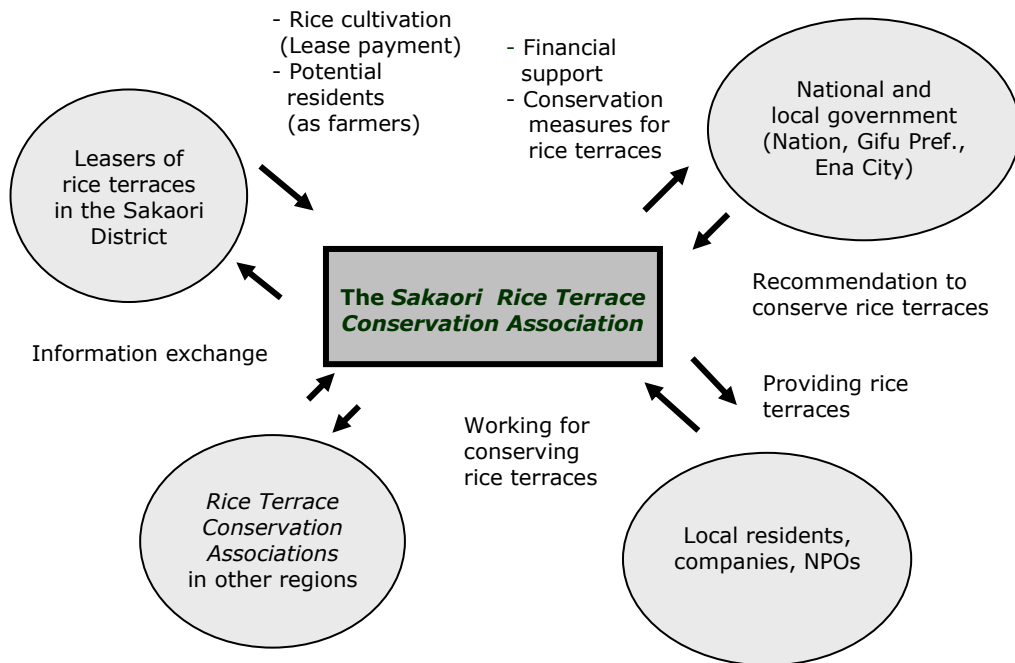 - Rice cultivation
(Lease payment)
- Potential
residents
(as farmers)
- Financial
support
- Conservation
measures for
rice terraces
National and
local government
(Nation, Gifu Pref.,
Ena City)
Leasers of
rice terraces
in the Sakaori
District
The Sakaori Rice Terrace
Conservation Association
Recommendation to
conserve rice terraces
Information exchange
Providing rice
terraces
Working for
conserving
rice terraces
Rice Terrace
Conservation
Associations
in other regions
Local residents,
companies, NPOs